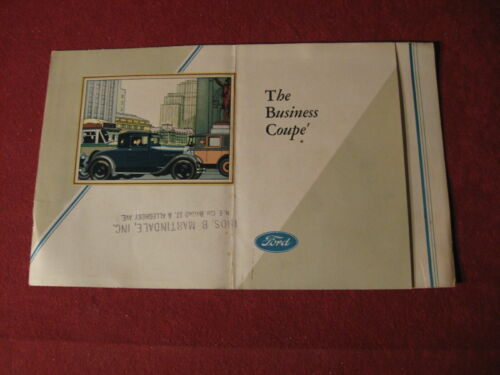 The
Business
Coupe'
Ford
THOS. B. MARTINDALE, INC.
N. E. Cor BROAD ST. & ALLEGHENY AVE.